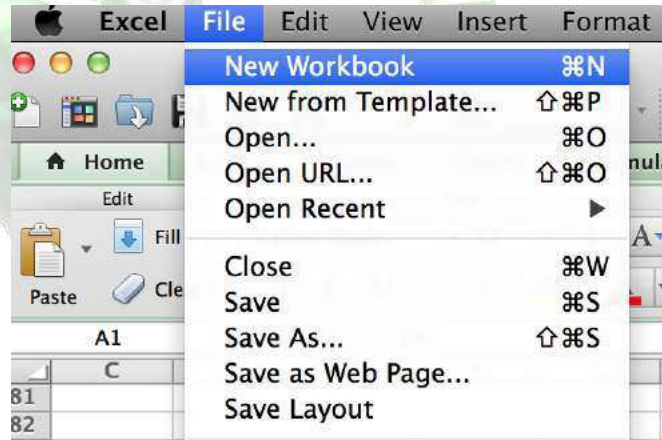 Excel File Edit View Insert Format
New Workbook ⌘N
New from Template... ⇧⌘P
Open... ⌘O
Home
Open URL... ⇧⌘O
Edit
Open Recent ▶
Fill
Close ⌘W
Paste
Save ⌘S
A1
Save As... ⇧⌘S
C
Save as Web Page...
81
Save Layout
82